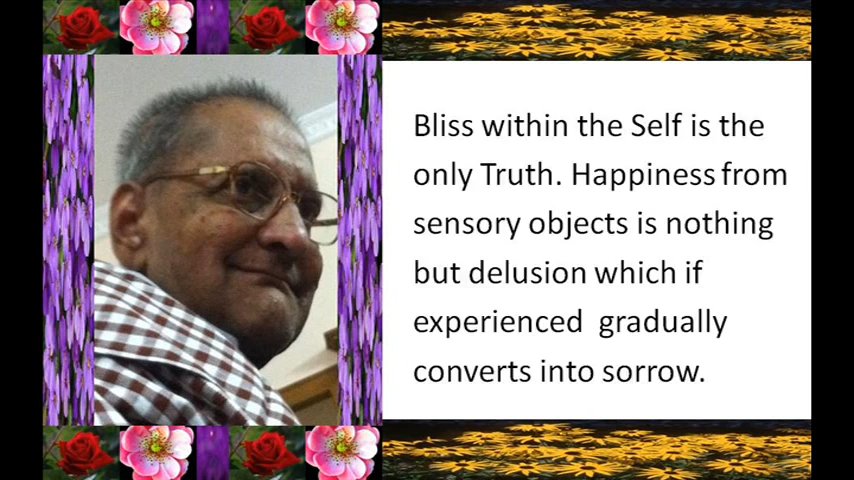 Bliss within the Self is the
only Truth. Happiness from
sensory objects is nothing
but delusion which if
experienced gradually
converts into sorrow.